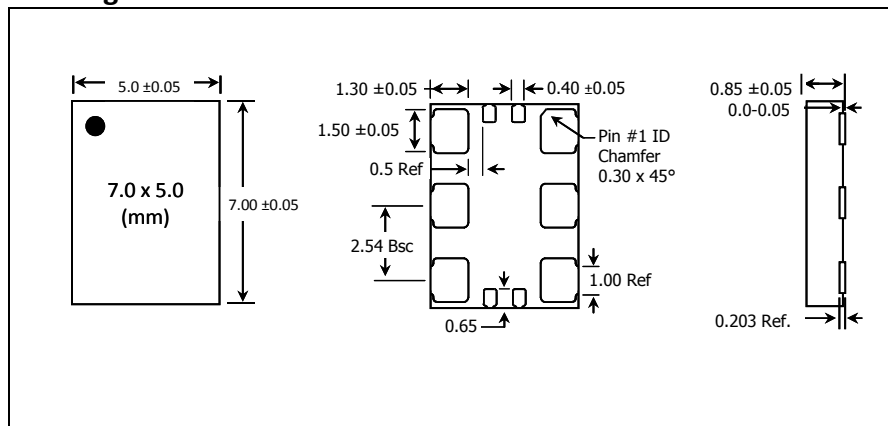 5.0 ±0.05
7.0 x 5.0
(mm)
7.00 ±0.05
1.30 ±0.05
0.40 ±0.05
1.50 ±0.05
0.5 Ref
2.54 Bsc
0.65
Pin #1 ID
Chamfer
0.30 x 45°
1.00 Ref
0.85 ±0.05
0.0-0.05
0.203 Ref.